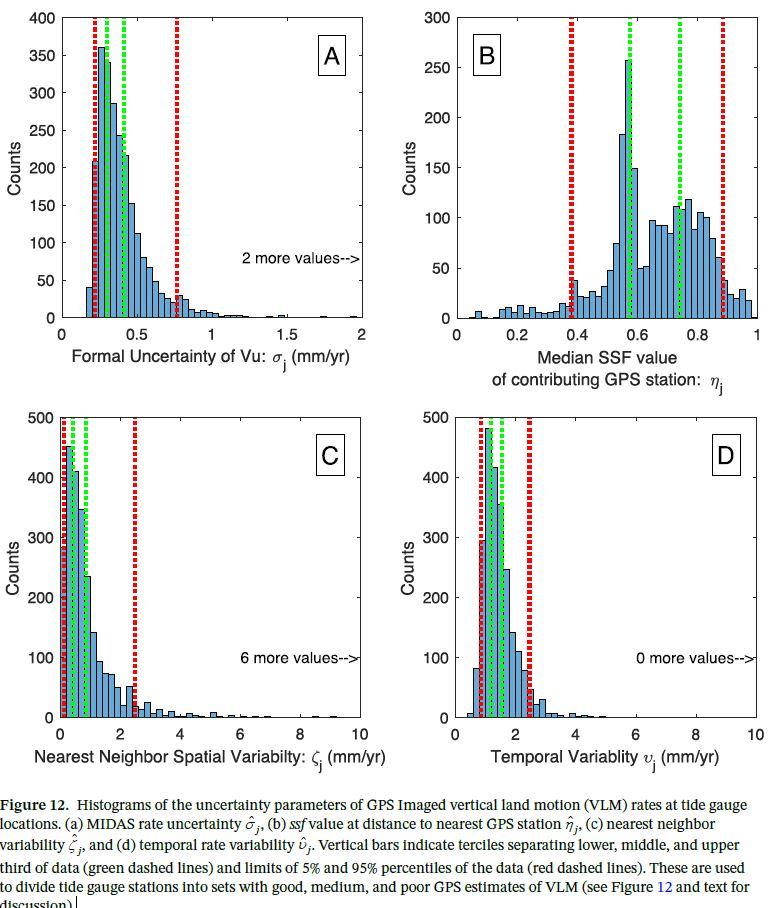 400
350
300
250
200
150
100
50
0
Counts
A
2 more values-->
0 0.5 1 1.5 2
Formal Uncertainty of Vu: σj (mm/yr)
300
250
200
150
100
50
0
Counts
B
0 0.2 0.4 0.6 0.8 1
Median SSF value
of contributing GPS station: ηj
500
400
300
200
100
0
Counts
C
6 more values-->
0 2 4 6 8 10
Nearest Neighbor Spatial Variabilty: ζj (mm/yr)
500
400
300
200
100
0
Counts
D
0 more values-->
0 2 4 6 8 10
Temporal Variablity υj (mm/yr)
Figure 12. Histograms of the uncertainty parameters of GPS Imaged vertical land motion (VLM) rates at tide gauge
locations. (a) MIDAS rate uncertainty σ̂j, (b) ssf value at distance to nearest GPS station η̂j, (c) nearest neighbor
variability ζ̂j, and (d) temporal rate variability υ̂j. Vertical bars indicate terciles separating lower, middle, and upper
third of data (green dashed lines) and limits of 5% and 95% percentiles of the data (red dashed lines). These are used
to divide tide gauge stations into sets with good, medium, and poor GPS estimates of VLM (see Figure 12 and text for
discussion)